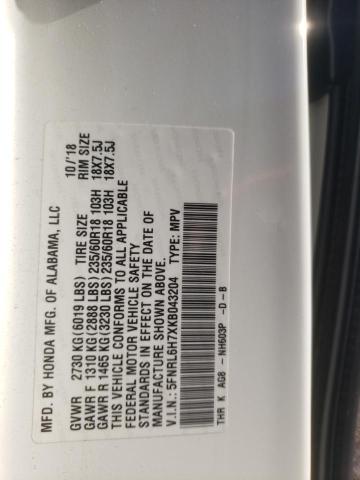 MFD. BY HONDA MFG. OF ALABAMA, LLC 10/'18
GVWR 2730 KG(6019 LBS) TIRE SIZE RIM SIZE
GAWR F 1310 KG(2888 LBS) 235/60R18 103H 18X7.5J
GAWR R 1465 KG(3230 LBS) 235/60R18 103H 18X7.5J
THIS VEHICLE CONFORMS TO ALL APPLICABLE
FEDERAL MOTOR VEHICLE SAFETY
STANDARDS IN EFFECT ON THE DATE OF
MANUFACTURE SHOWN ABOVE.
V.I.N.: 5FNRL6H7XKB043204 TYPE: MPV
THR K AG8 - NH603P -D-B